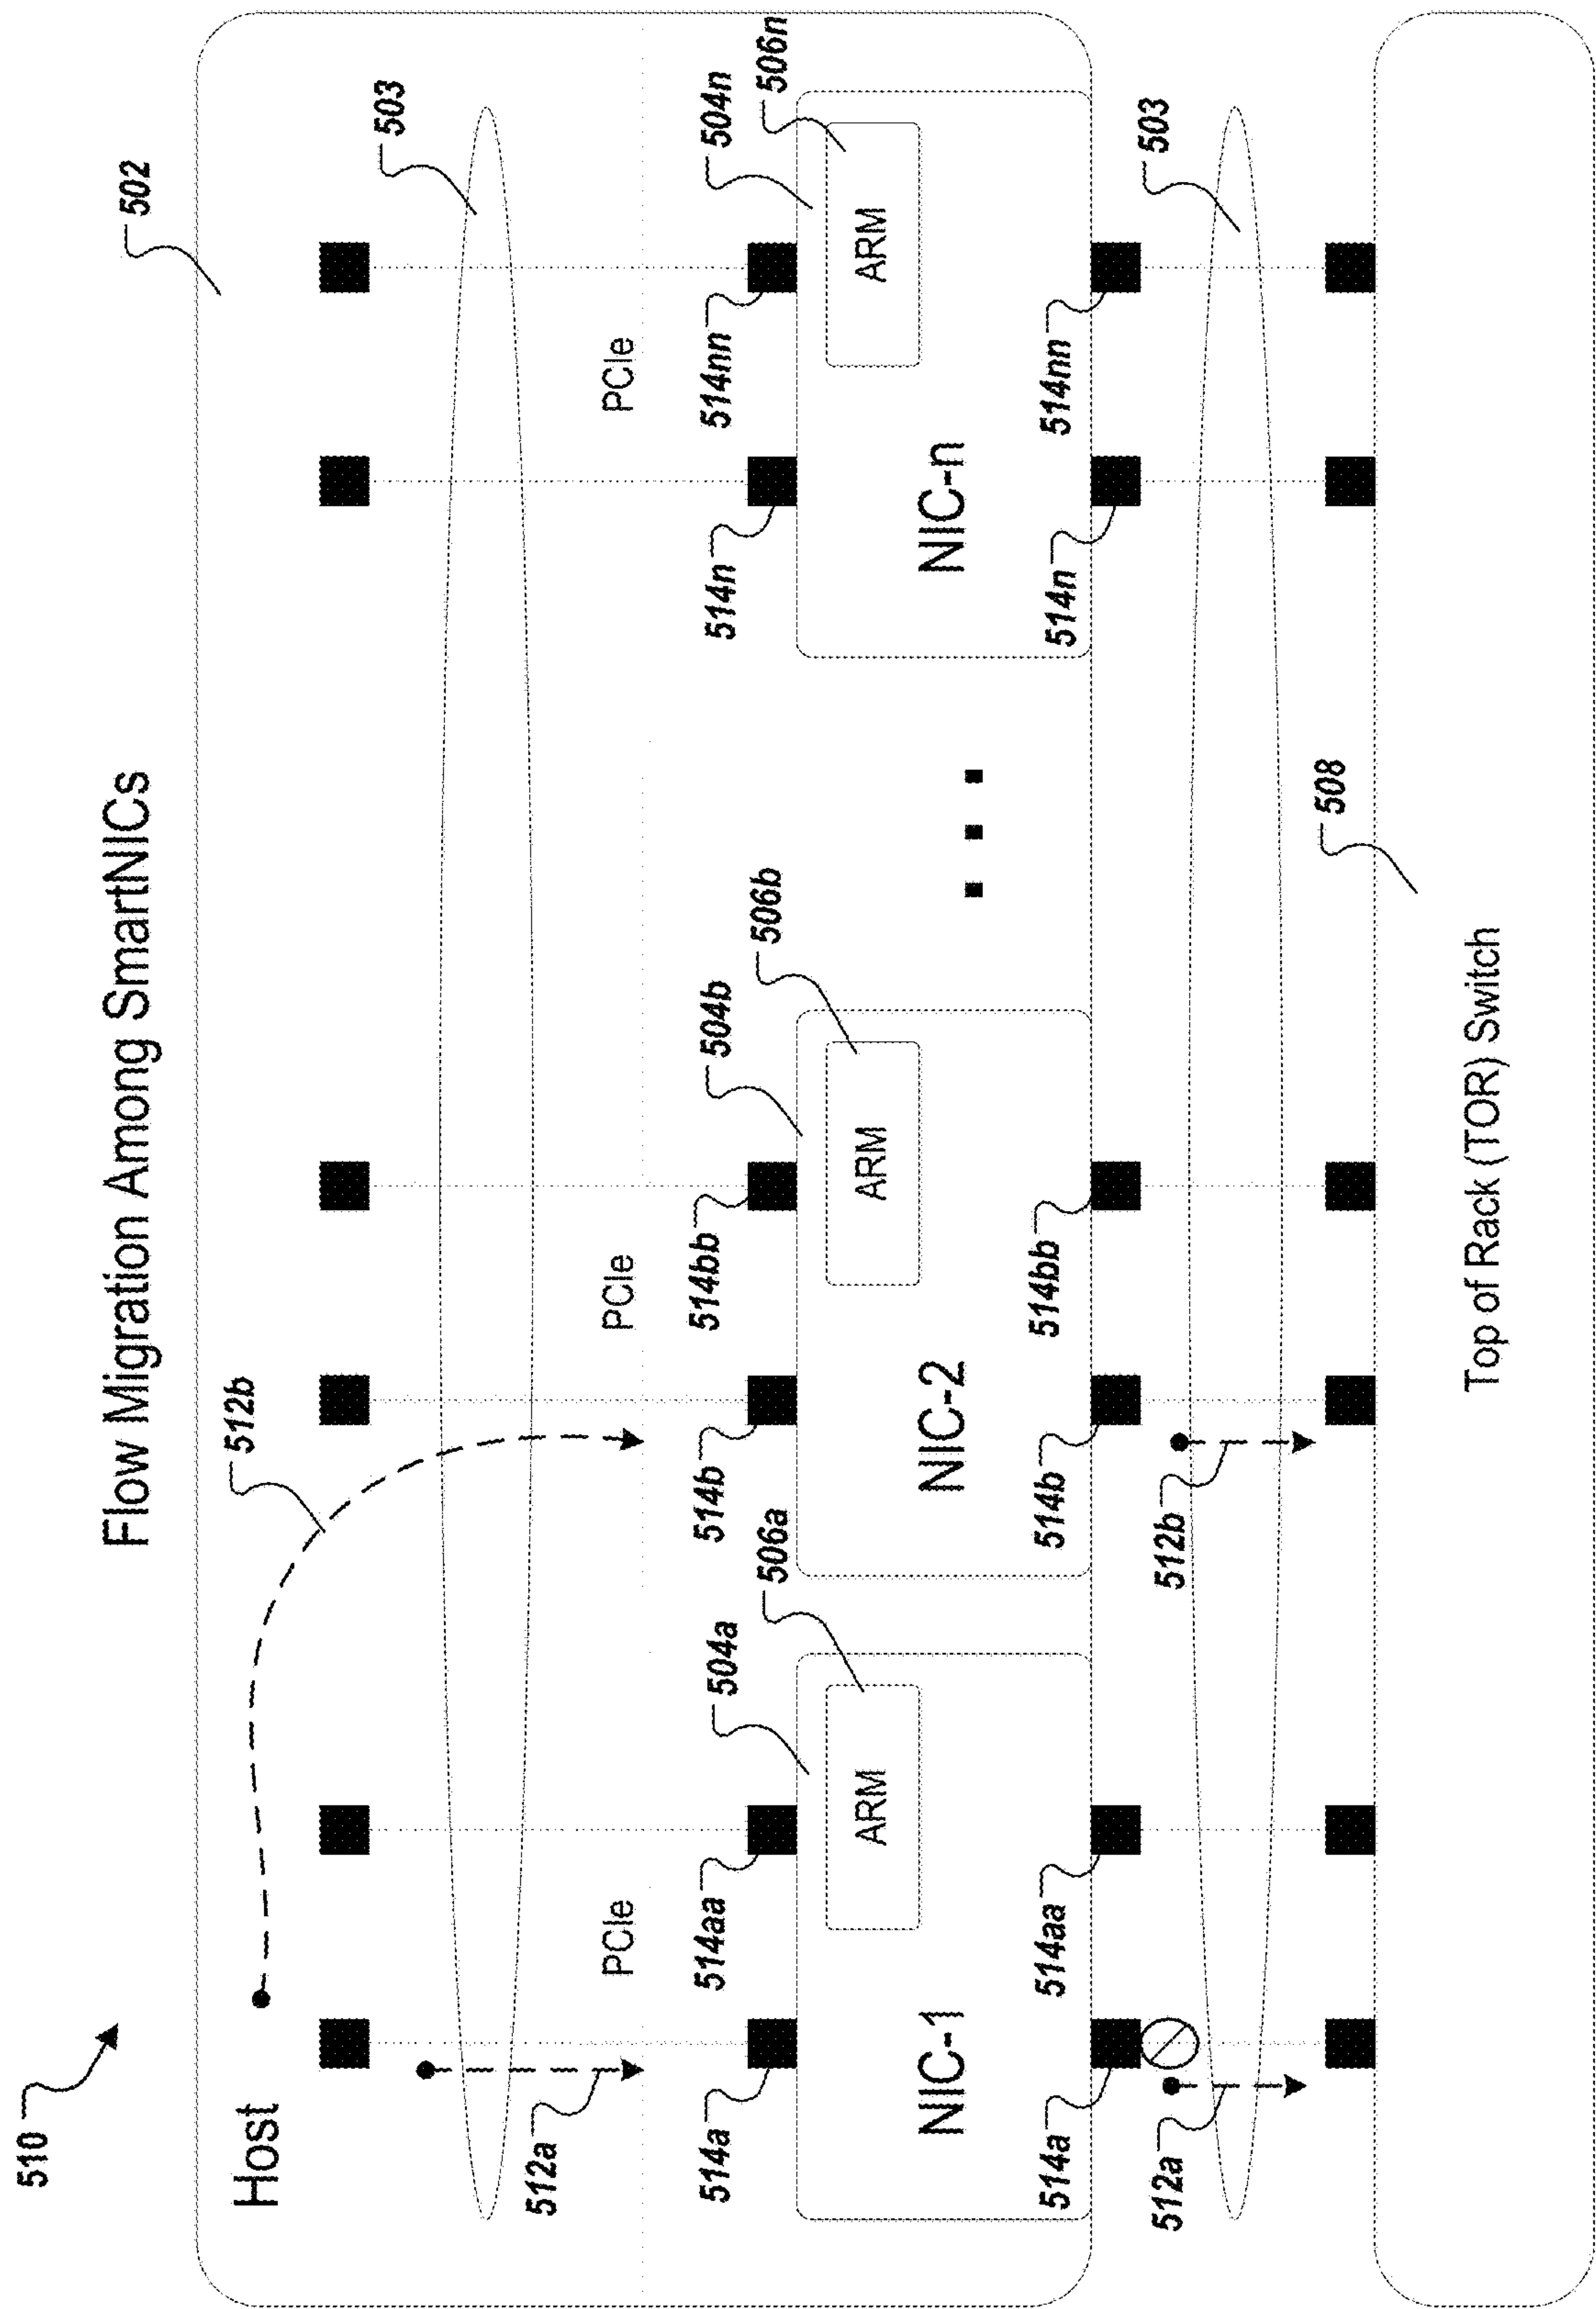 510
Flow Migration Among SmartNICs
502
Host
512b
503
512a
PCIe
PCIe
PCIe
514a
514aa
504a
506a
514b
514bb
504b
506b
514n
514nn
504n
506n
ARM
ARM
ARM
NIC-1
NIC-2
NIC-n
514a
514aa
514b
514bb
514n
514nn
512a
512b
503
508
Top of Rack (TOR) Switch